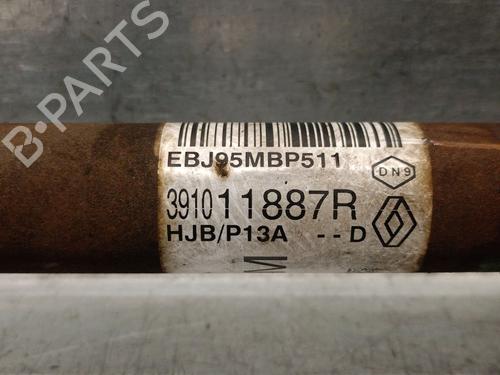 B-PARTS
EBJ95MBP511
DN9
391011887R
HJB/P13A --D
M